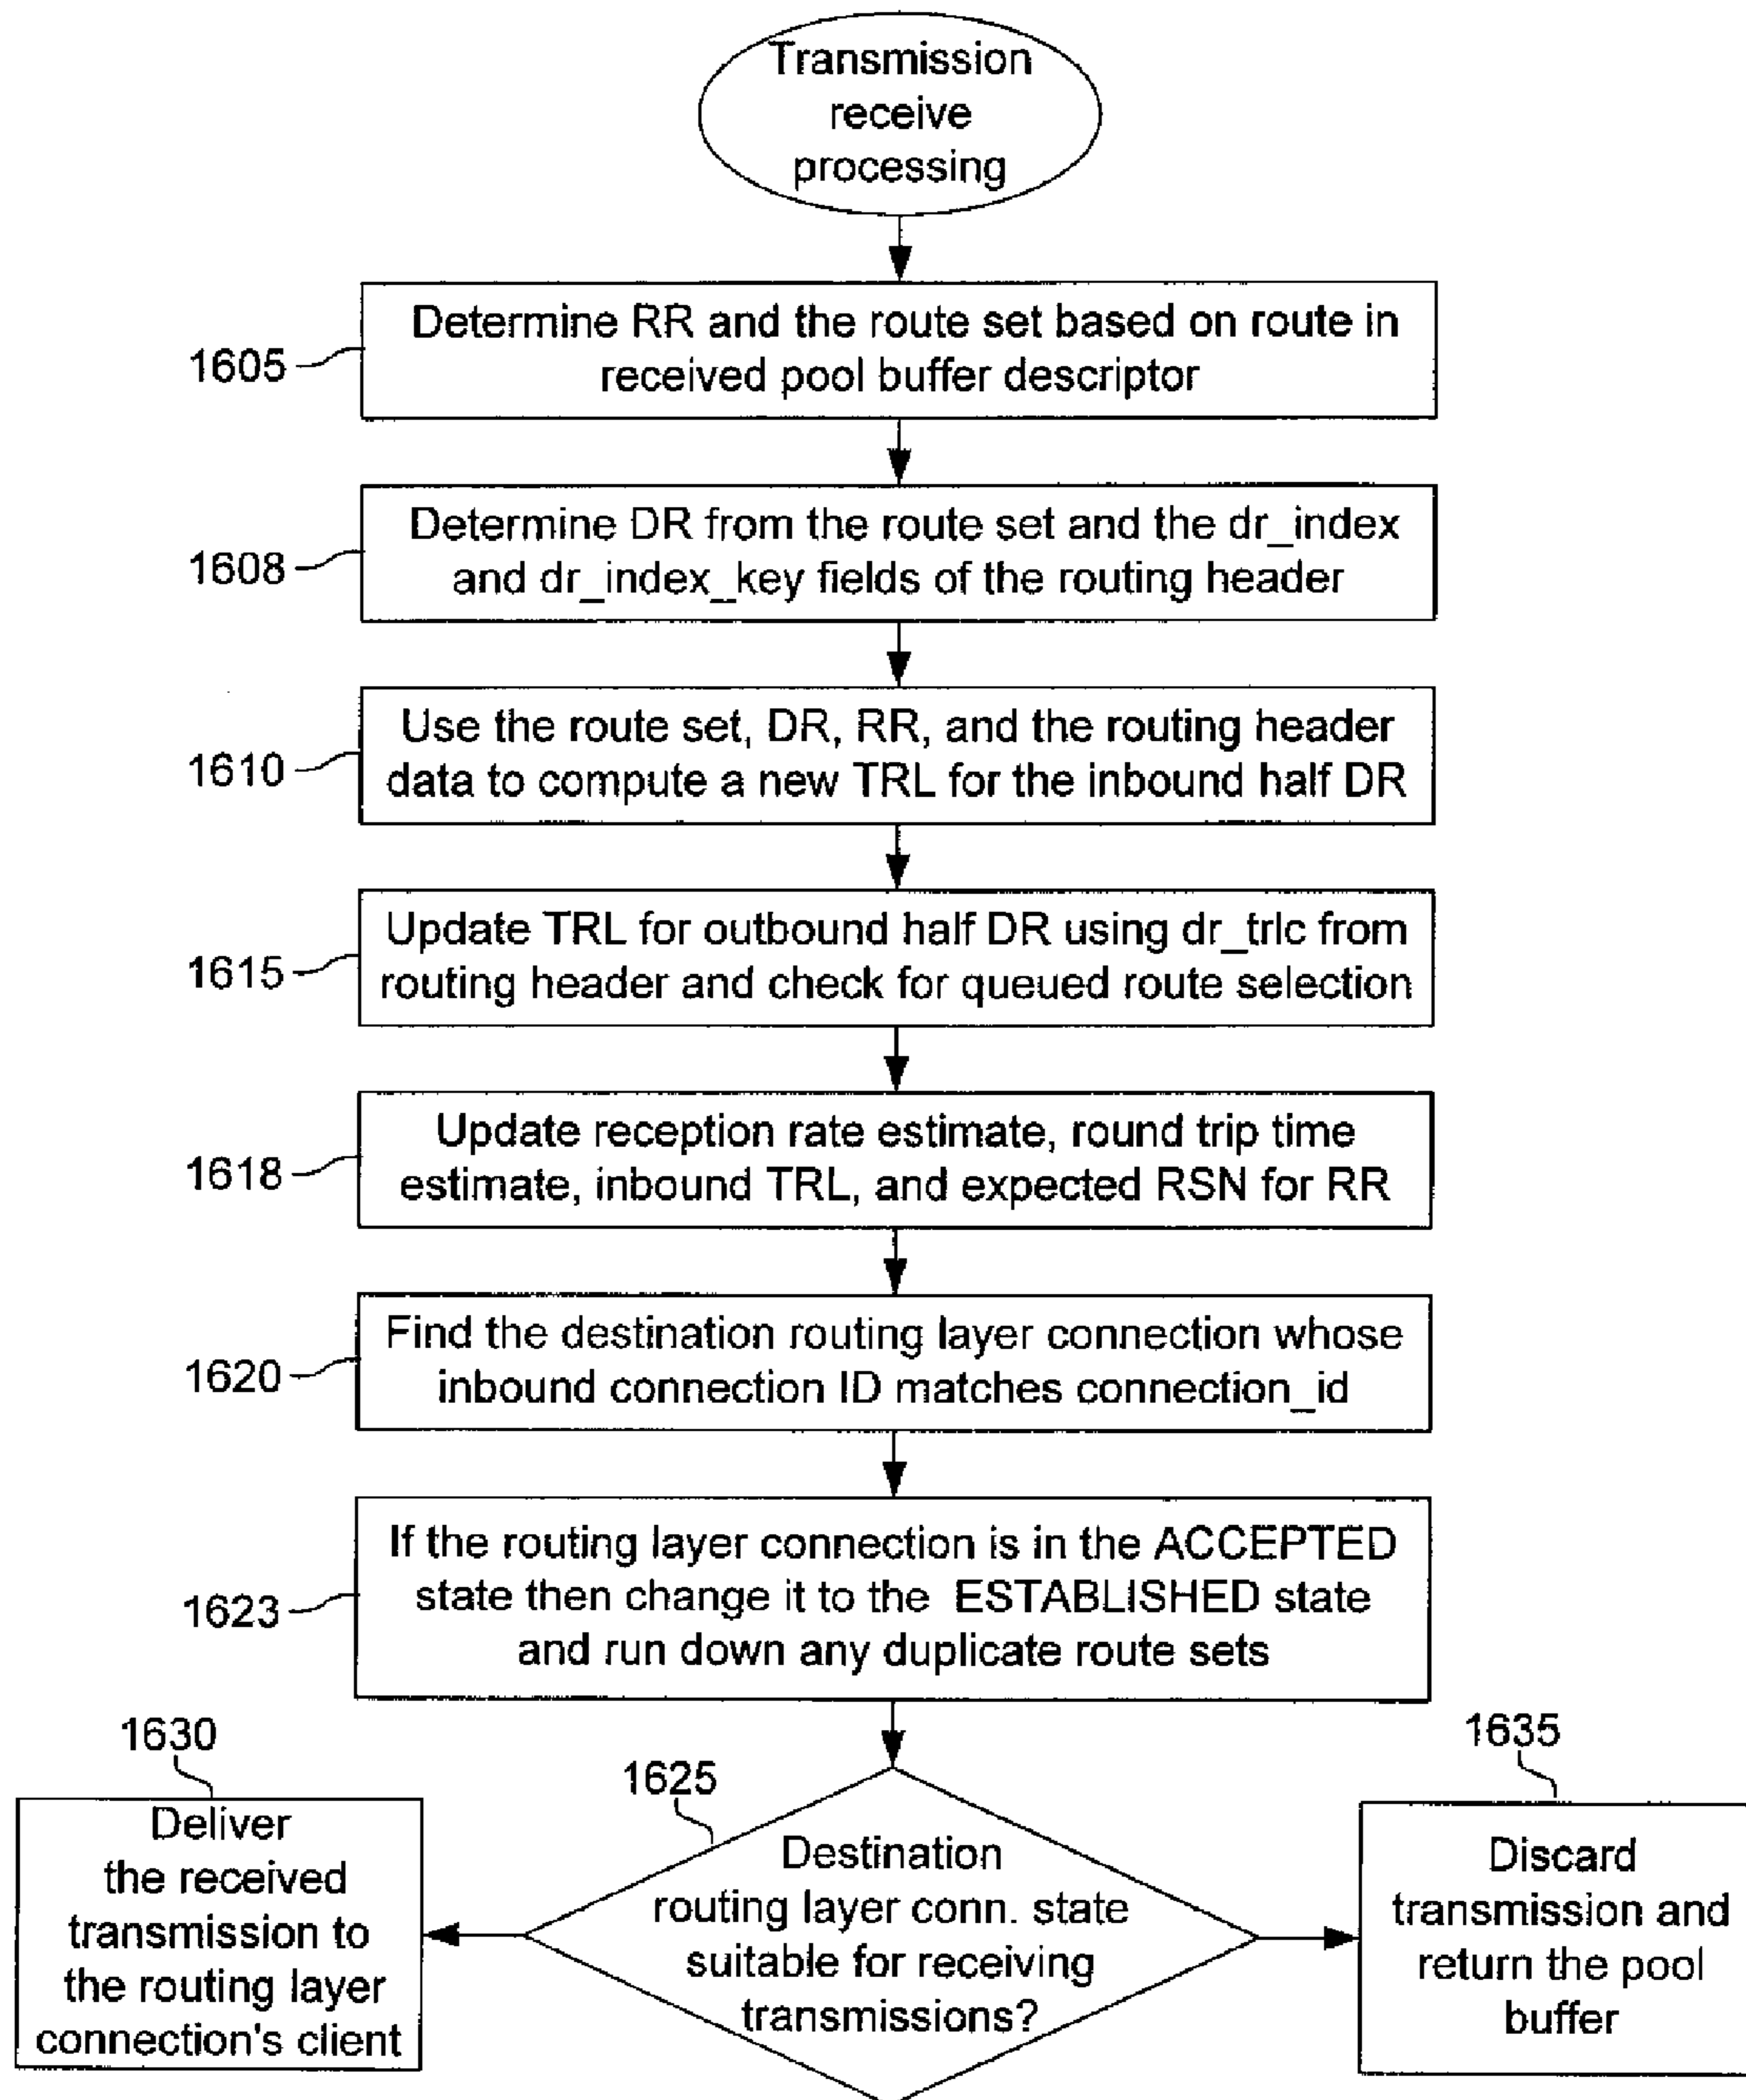 Transmission
receive
processing
Determine RR and the route set based on route in
received pool buffer descriptor
1605
Determine DR from the route set and the dr_index
and dr_index_key fields of the routing header
1608
Use the route set, DR, RR, and the routing header
data to compute a new TRL for the inbound half DR
1610
Update TRL for outbound half DR using dr_trlc from
routing header and check for queued route selection
1615
Update reception rate estimate, round trip time
estimate, inbound TRL, and expected RSN for RR
1618
Find the destination routing layer connection whose
inbound connection ID matches connection_id
1620
If the routing layer connection is in the ACCEPTED
state then change it to the ESTABLISHED state
and run down any duplicate route sets
1623
1630
Deliver
the received
transmission to
the routing layer
connection's client
1625
Destination
routing layer conn. state
suitable for receiving
transmissions?
1635
Discard
transmission and
return the pool
buffer